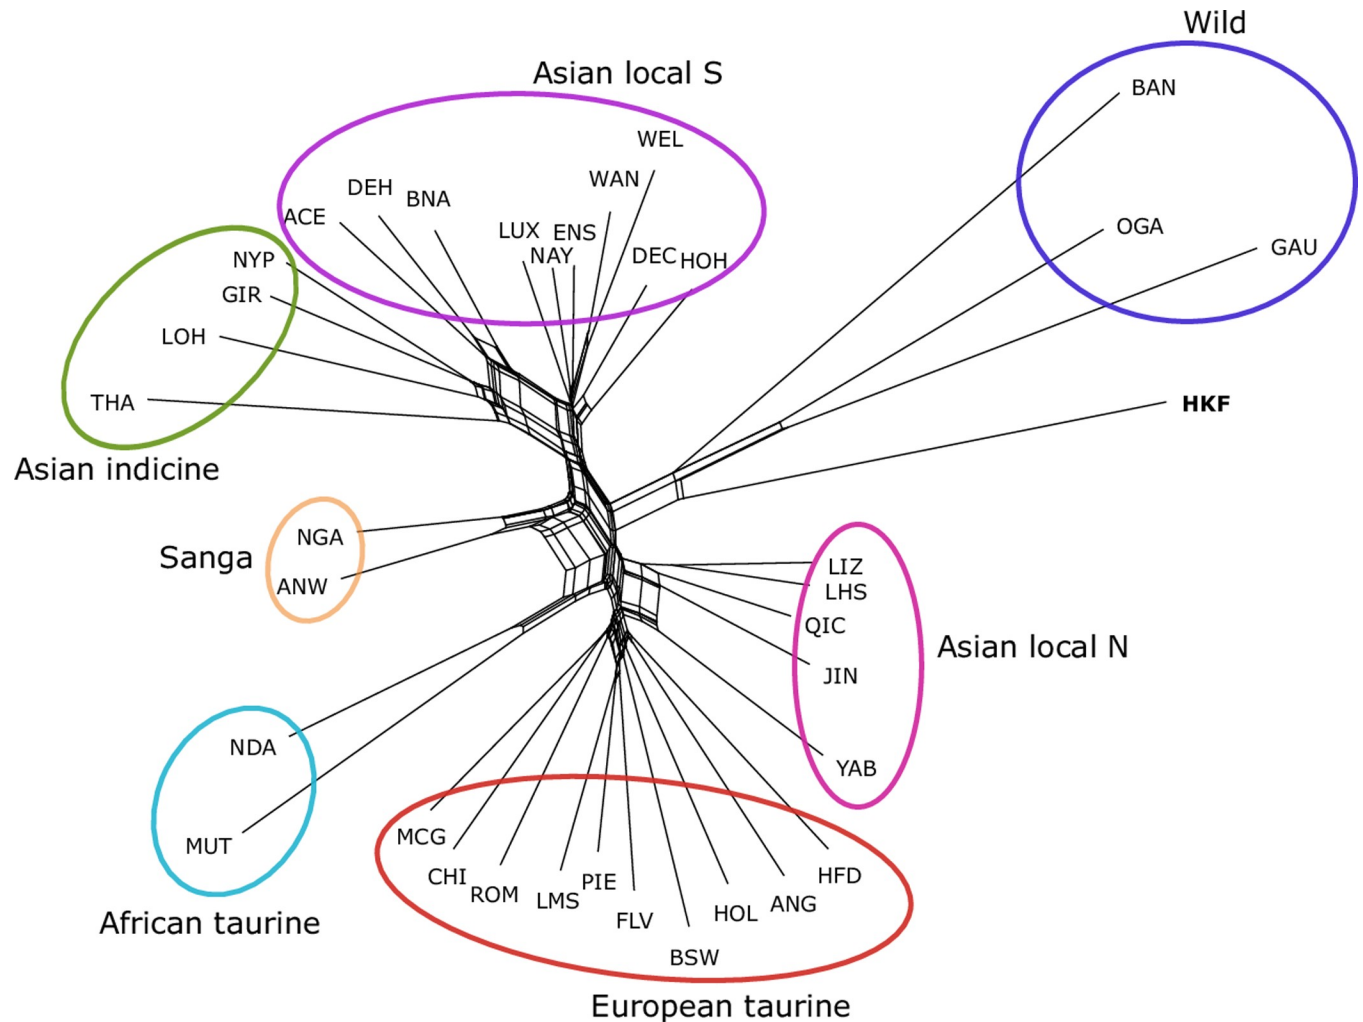 Wild
Asian local S
BAN
WEL
WAN
DEH
BNA
ACE
OGA
LUX
ENS
GAU
NAY
DEC
HOH
NYP
GIR
LOH
THA
HKF
Asian indicine
NGA
Sanga
ANW
LIZ
LHS
QIC
Asian local N
JIN
NDA
YAB
MCG
MUT
CHI
ROM
LMS
PIE
HFD
ANG
HOL
FLV
African taurine
BSW
European taurine